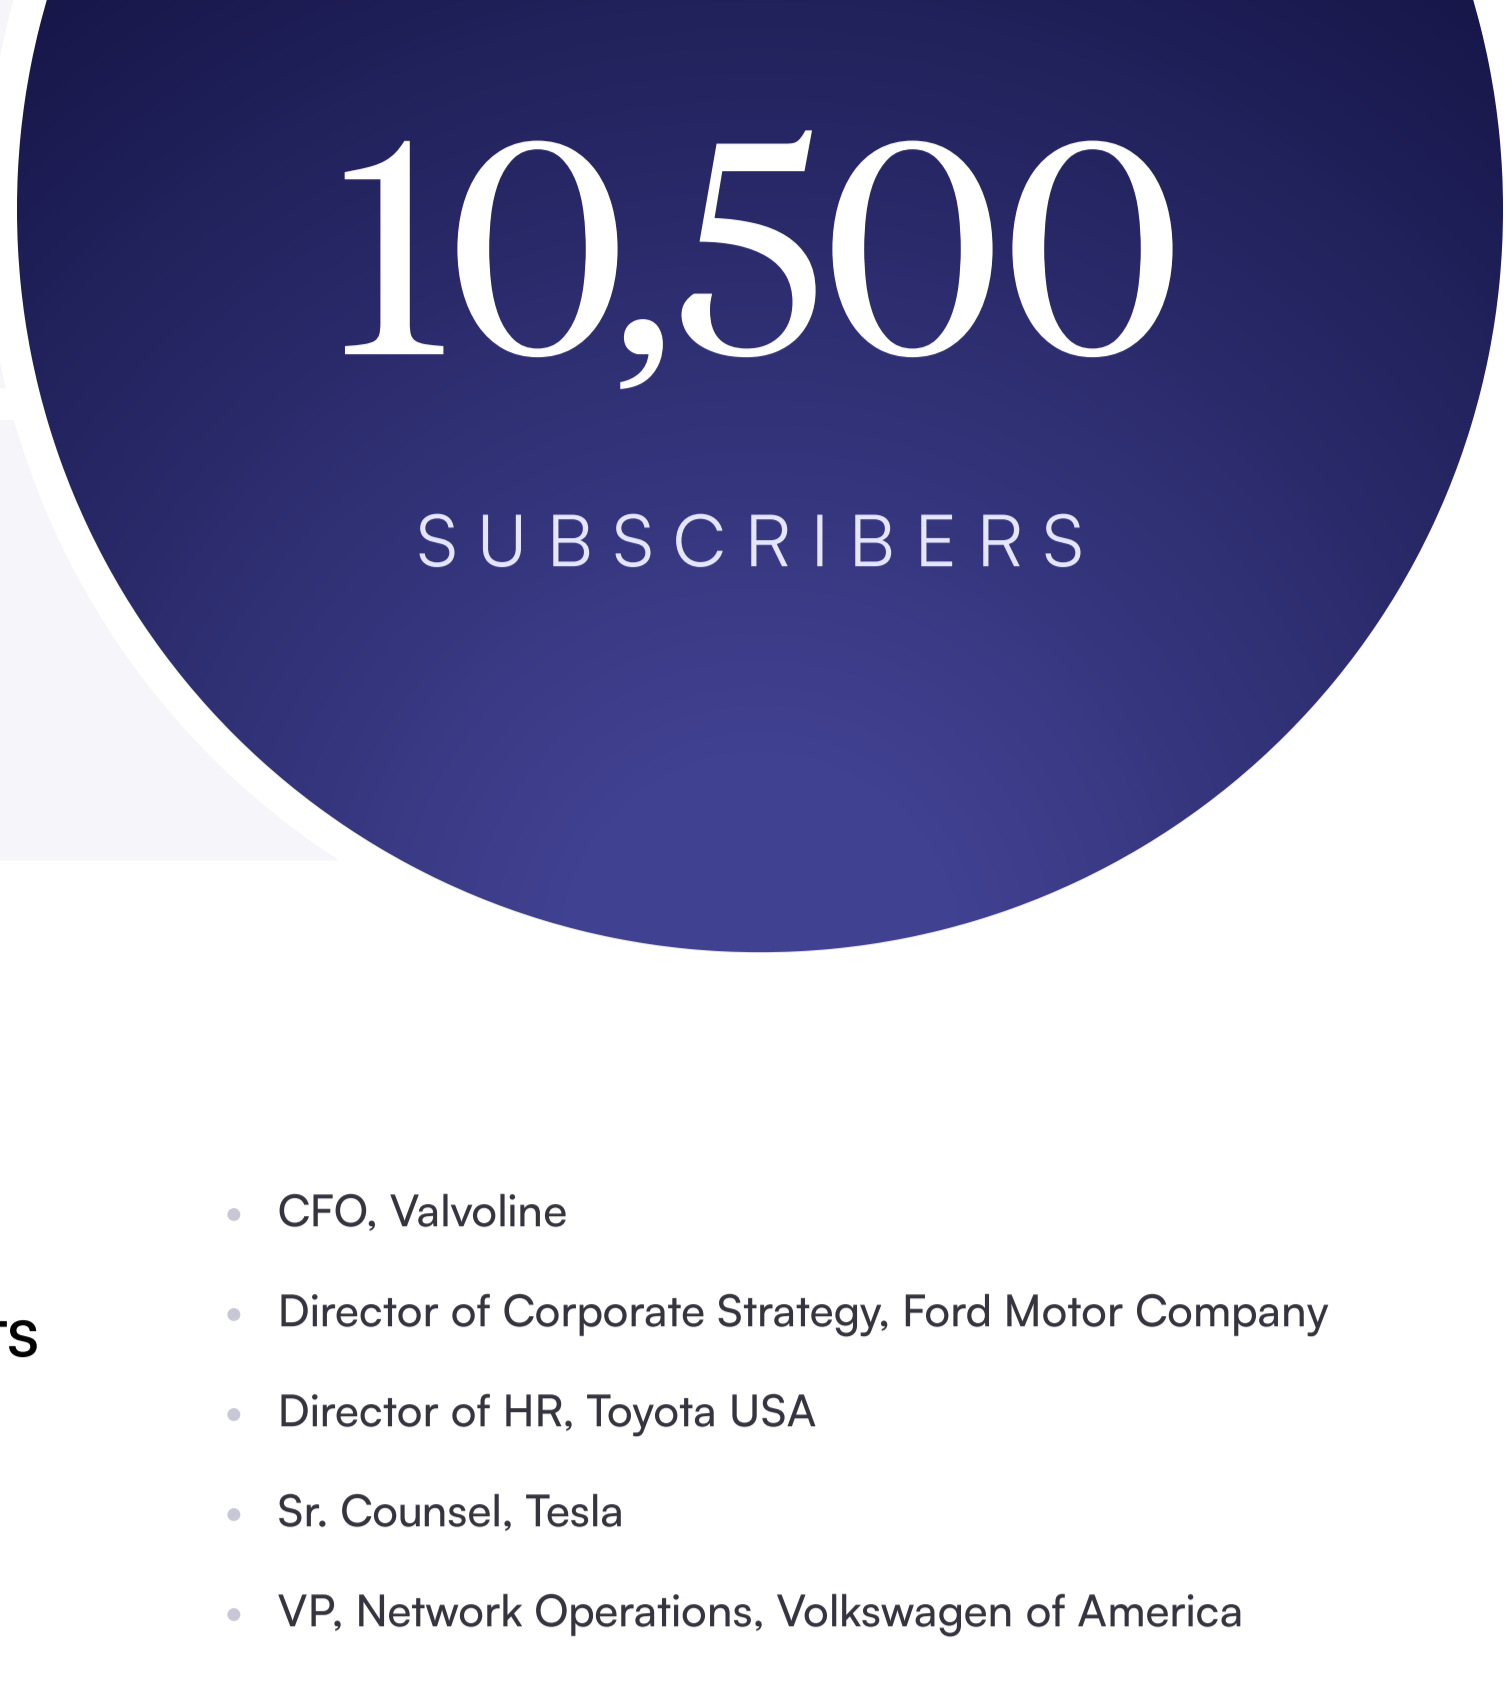 10,500
SUBSCRIBERS
CFO, Valvoline
Director of Corporate Strategy, Ford Motor Company
Director of HR, Toyota USA
Sr. Counsel, Tesla
VP, Network Operations, Volkswagen of America